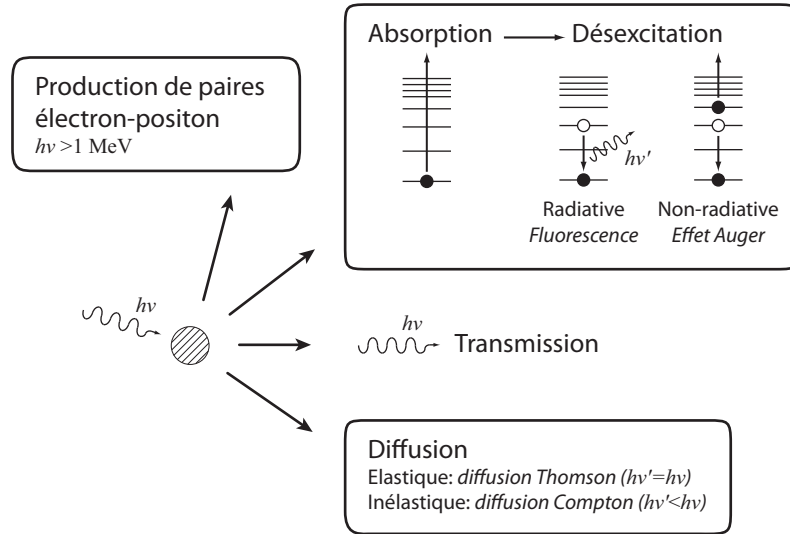 Absorption
Désexcitation
hν'
Radiative
Fluorescence
Non-radiative
Effet Auger
Production de paires
électron-positon
hν >1 MeV
hν
hν
Transmission
Diffusion
Elastique: diffusion Thomson (hν'=hν)
Inélastique: diffusion Compton (hν'<hν)